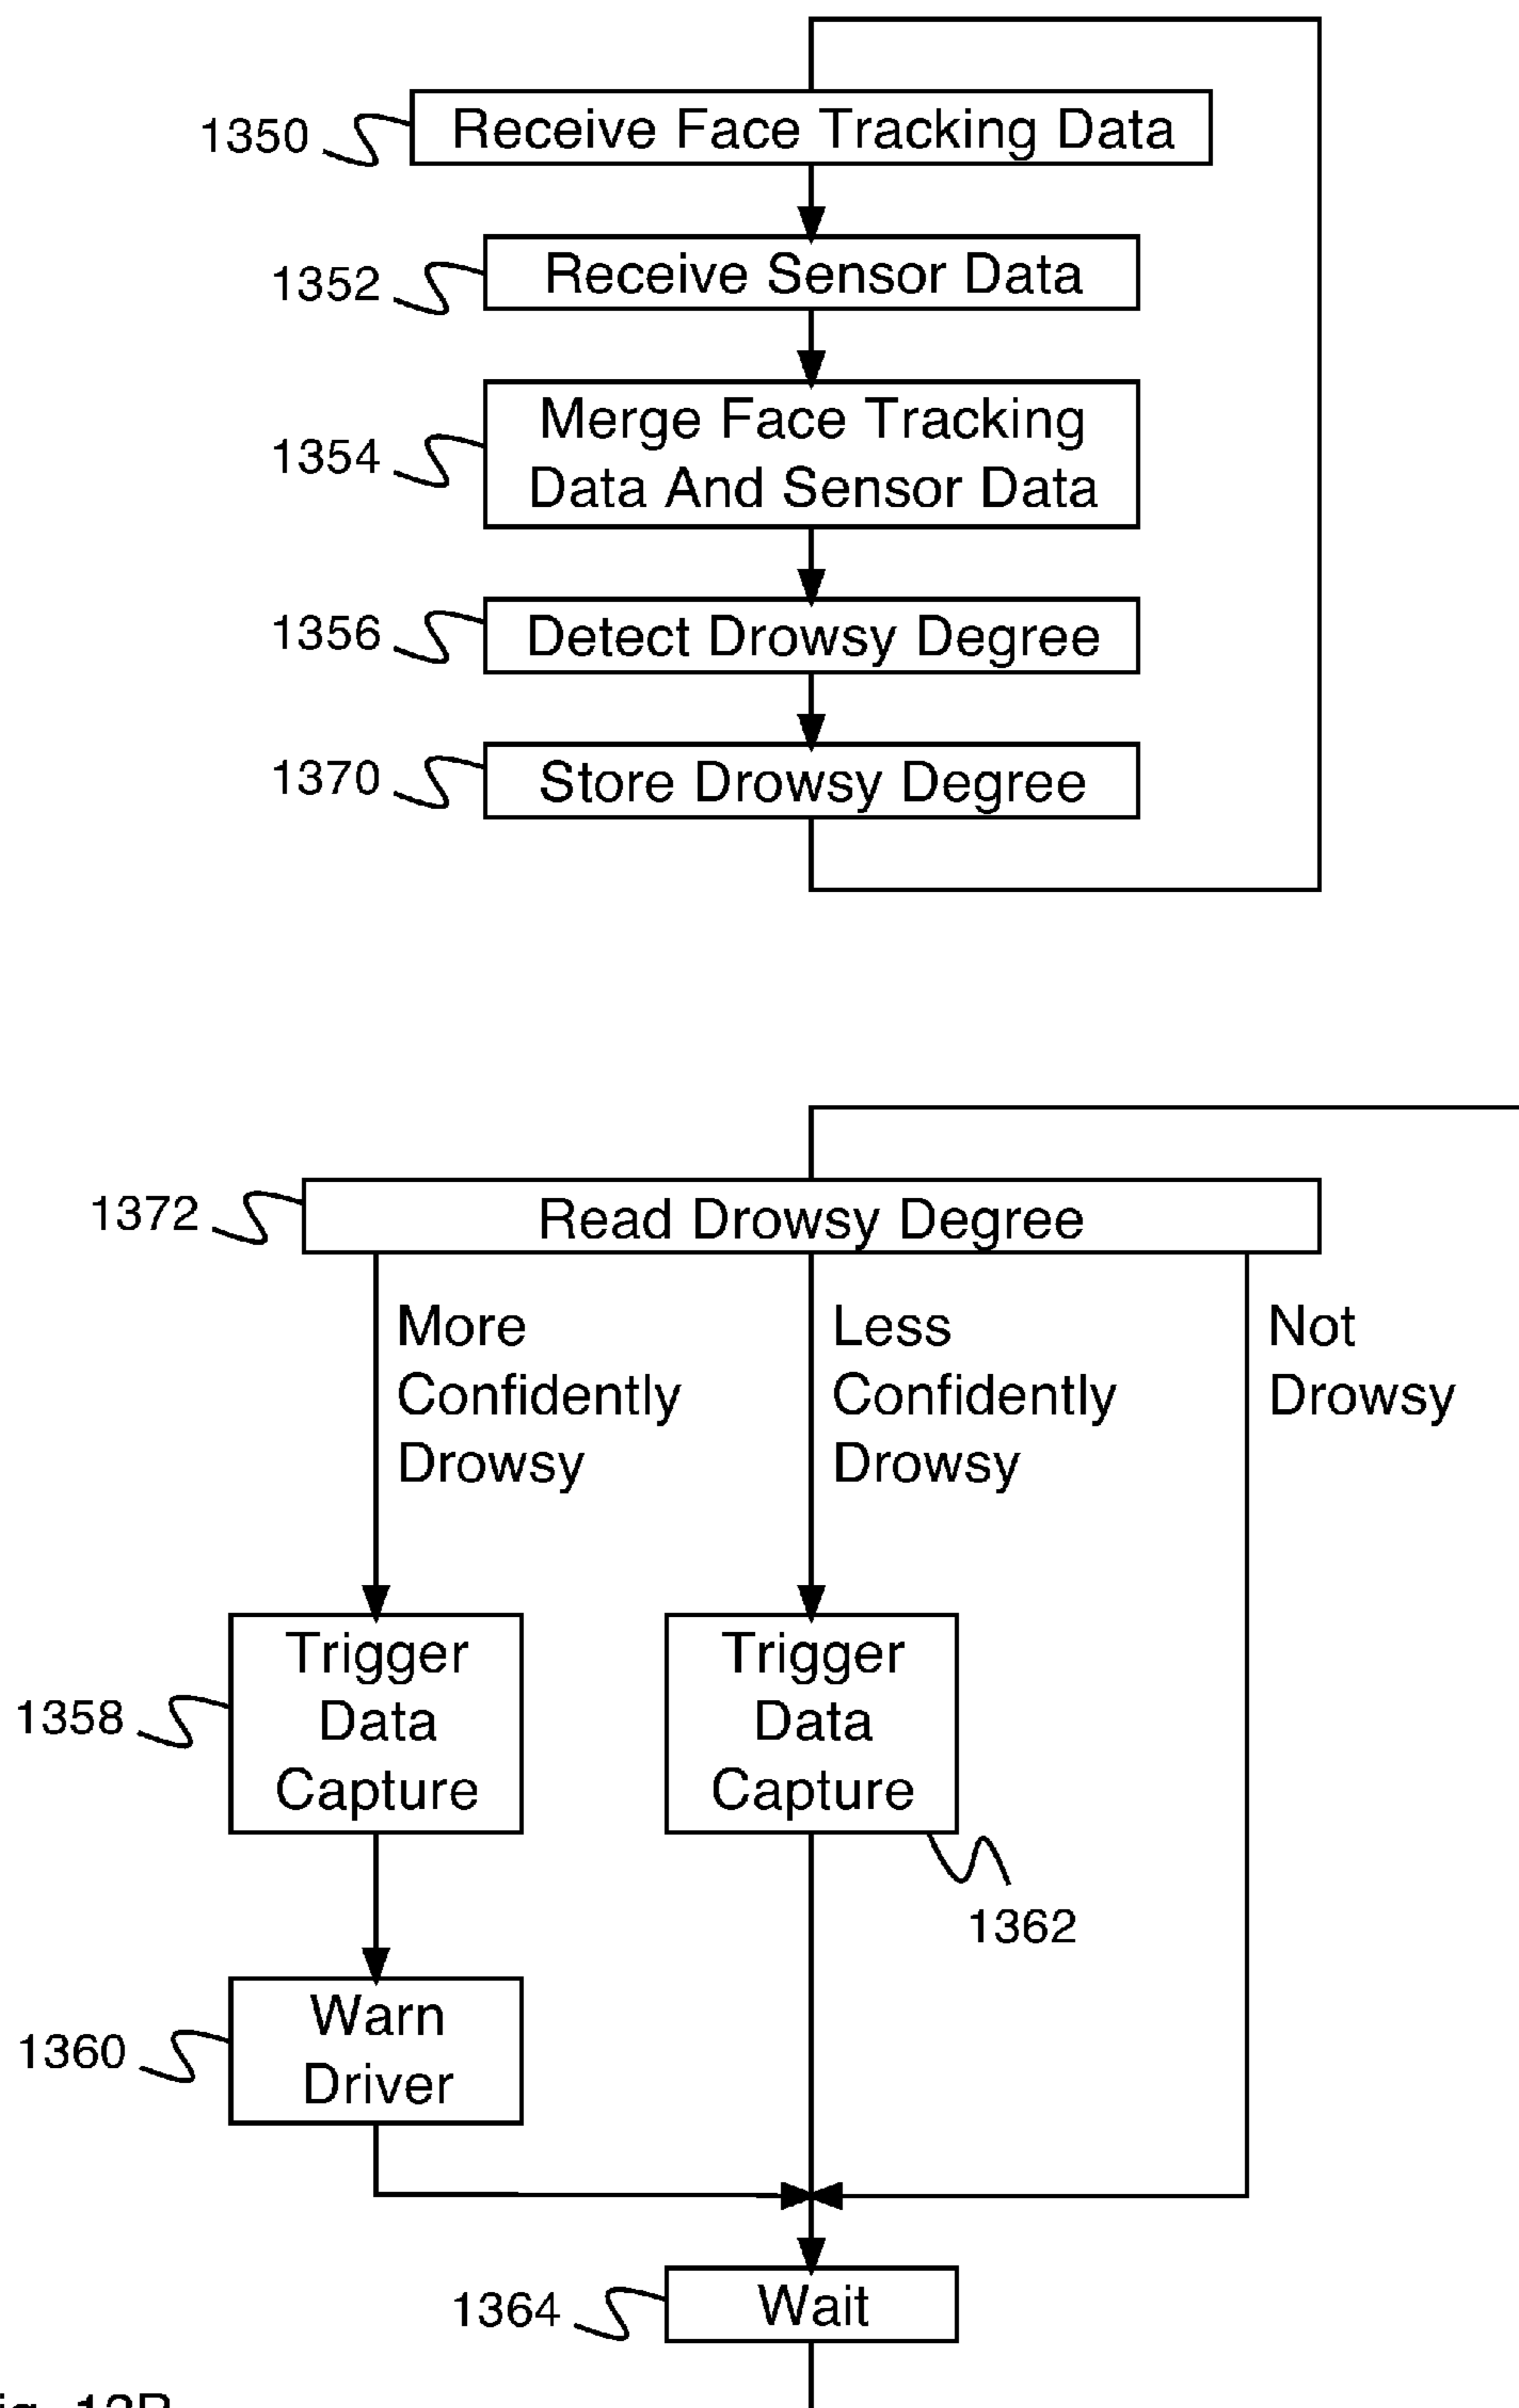 1350
Receive Face Tracking Data
1352
Receive Sensor Data
1354
Merge Face Tracking
Data And Sensor Data
1356
Detect Drowsy Degree
1370
Store Drowsy Degree
1372
Read Drowsy Degree
More
Confidently
Drowsy
Less
Confidently
Drowsy
Not
Drowsy
1358
Trigger
Data
Capture
Trigger
Data
Capture
1362
1360
Warn
Driver
1364
Wait